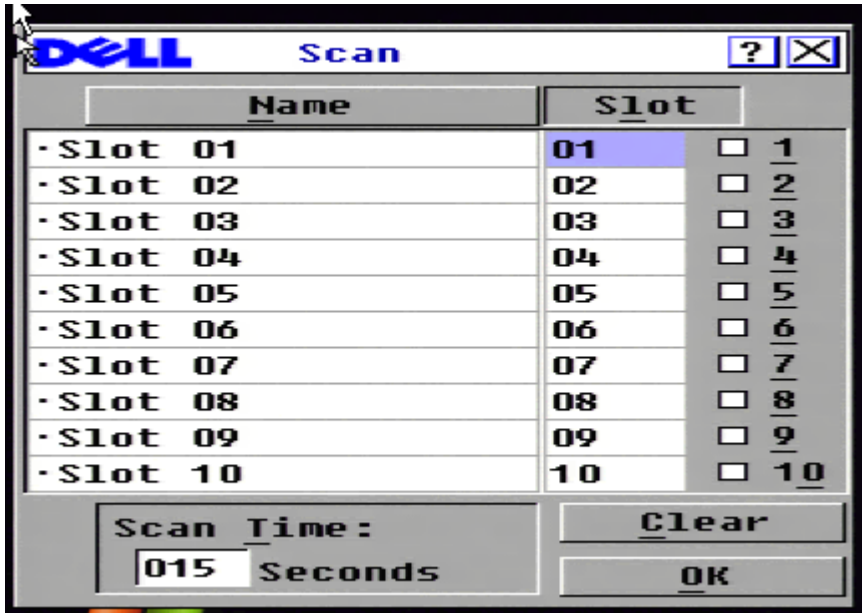 DELL Scan ? X
Name Slot
·Slot 01 01 1
·Slot 02 02 2
·Slot 03 03 3
·Slot 04 04 4
·Slot 05 05 5
·Slot 06 06 6
·Slot 07 07 7
·Slot 08 08 8
·Slot 09 09 9
·Slot 10 10 10
Scan Time:
015 Seconds
Clear
OK